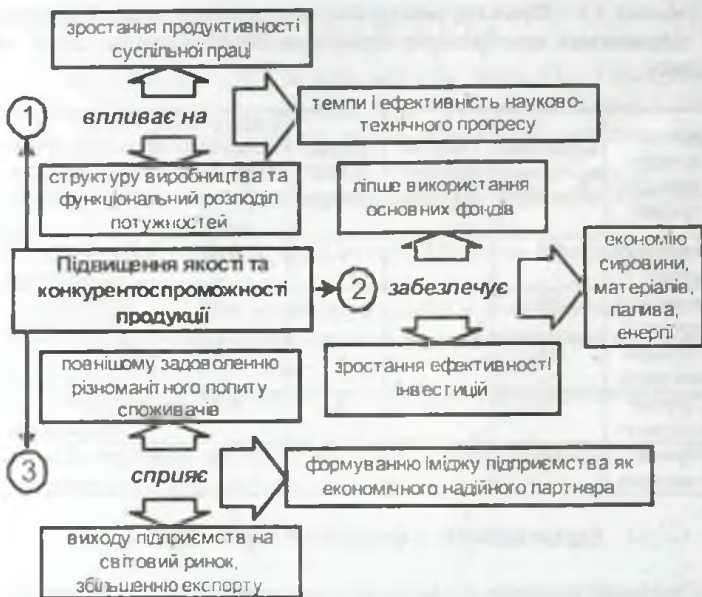 зростання продуктивності
суспільної праці
1
впливає на
темпи і ефективність науково-
технічного прогресу
структуру виробництва та
функціональний розподіл
потужностей
ліпше використання
основних фондів
Підвищення якості та
конкурентоспроможності
продукції
2
забезпечує
економію
сировини,
матеріалів,
палива,
енергії
зростання ефективності
інвестицій
повнішому задоволенню
різноманітного попиту
споживачів
3
сприяє
формуванню іміджу підприємства як
економічного надійного партнера
виходу підприємств на
світовий ринок,
збільшенню експорту